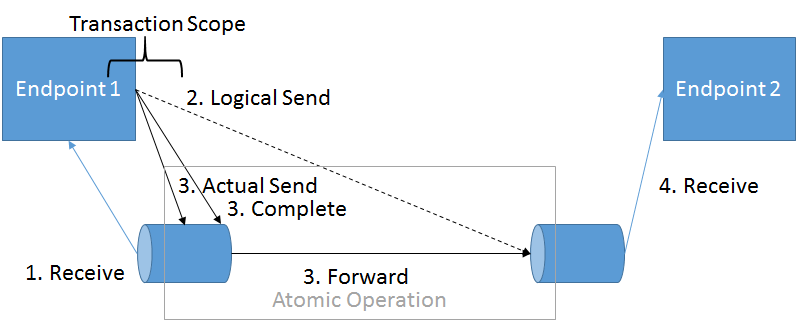 Transaction Scope
Endpoint 1
Endpoint 2
2. Logical Send
3. Actual Send
4. Receive
3. Complete
1. Receive
3. Forward
Atomic Operation